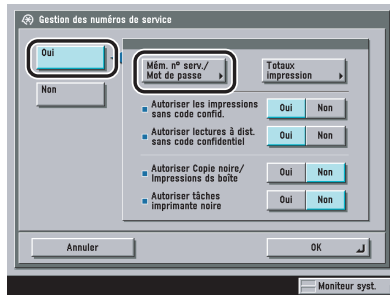 Gestion des numéros de service
Oui
Non
Mém. nº serv./
Mot de passe
Totaux
impression
Autoriser les impressions
sans code confid.
Oui Non
Autoriser lectures à dist.
sans code confidentiel
Oui Non
Autoriser Copie noire/
Impressions ds boîte
Oui Non
Autoriser tâches
imprimante noire
Oui Non
Annuler
OK
Moniteur syst.